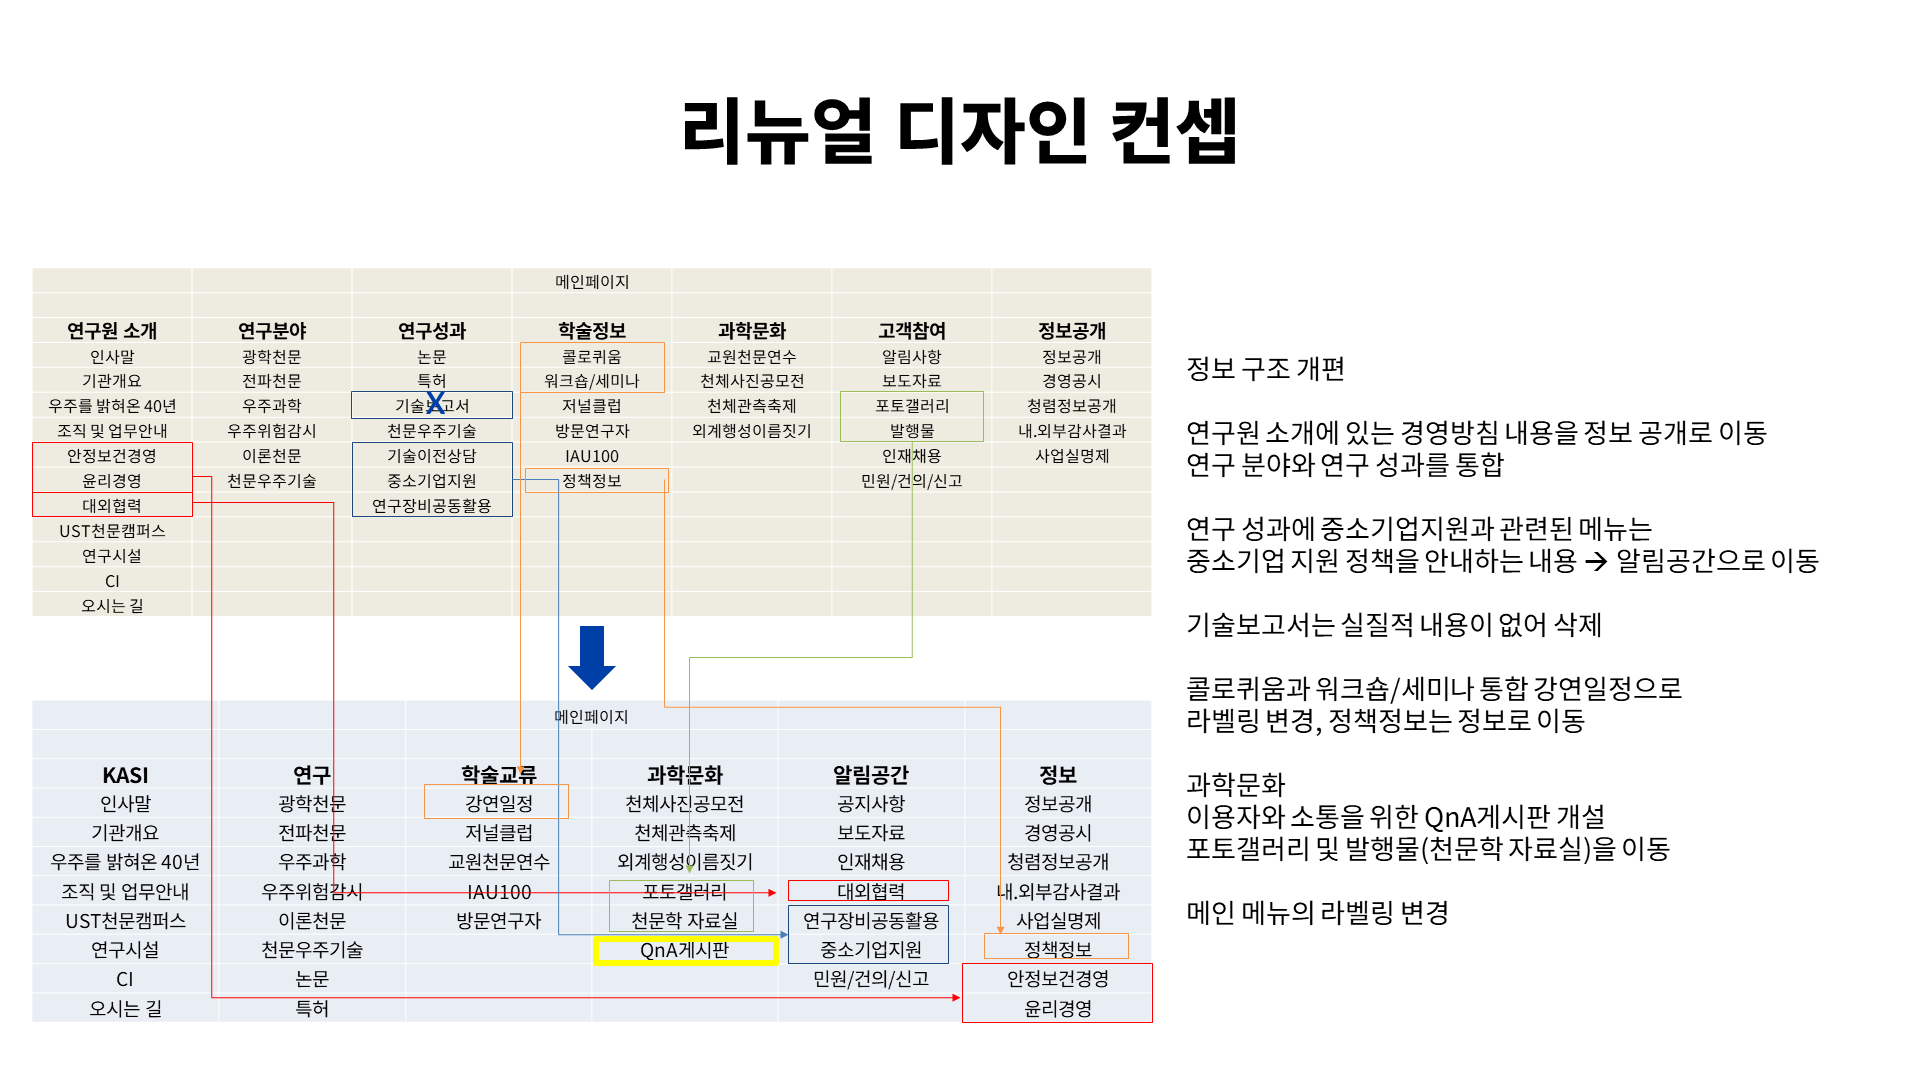 리뉴얼 디자인 컨셉
메인페이지
연구원 소개 연구분야 연구성과 학술정보 과학문화 고객참여 정보공개
인사말 광학천문 논문 콜로퀴움 교원천문연수 알림사항 정보공개
기관개요 전파천문 특허 워크숍/세미나 천체사진공모전 보도자료 경영공시
우주를 밝혀온 40년 우주과학 기술보고서 저널클럽 천체관측축제 포토갤러리 청렴정보공개
X
조직 및 업무안내 우주위험감시 천문우주기술 방문연구자 외계행성이름짓기 발행물 내.외부감사결과
안정보건경영 이론천문 기술이전상담 IAU100 인재채용 사업실명제
윤리경영 천문우주기술 중소기업지원 정책정보 민원/건의/신고
대외협력 연구장비공동활용
UST천문캠퍼스
연구시설
CI
오시는 길
메인페이지
KASI 연구 학술교류 과학문화 알림공간 정보
인사말 광학천문 강연일정 천체사진공모전 공지사항 정보공개
기관개요 전파천문 저널클럽 천체관측축제 보도자료 경영공시
우주를 밝혀온 40년 우주과학 교원천문연수 외계행성이름짓기 인재채용 청렴정보공개
조직 및 업무안내 우주위험감시 IAU100 포토갤러리 대외협력 내.외부감사결과
UST천문캠퍼스 이론천문 방문연구자 천문학 자료실 연구장비공동활용 사업실명제
연구시설 천문우주기술 QnA게시판 중소기업지원 정책정보
CI 논문 민원/건의/신고 안정보건경영
오시는 길 특허 윤리경영
정보 구조 개편
연구원 소개에 있는 경영방침 내용을 정보 공개로 이동
연구 분야와 연구 성과를 통합
연구 성과에 중소기업지원과 관련된 메뉴는
중소기업 지원 정책을 안내하는 내용 → 알림공간으로 이동
기술보고서는 실질적 내용이 없어 삭제
콜로퀴움과 워크숍/세미나 통합 강연일정으로
라벨링 변경, 정책정보는 정보로 이동
과학문화
이용자와 소통을 위한 QnA게시판 개설
포토갤러리 및 발행물(천문학 자료실)을 이동
메인 메뉴의 라벨링 변경